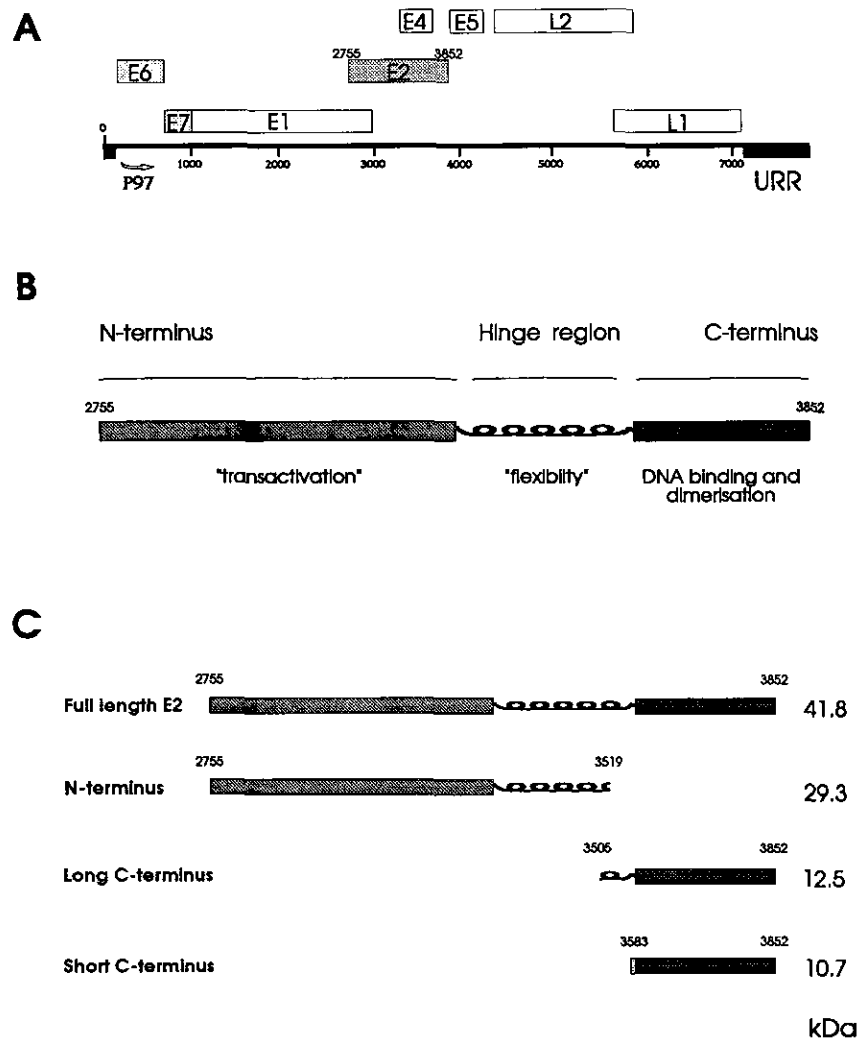 A
E4 E5 L2
2755 3852
E6 E2
E7 E1 L1
0
P97
1000 2000 3000 4000 5000 6000 7000
URR
B
N-terminus Hinge region C-terminus
2755 3852
"transactivation" "flexibilty" DNA binding and
dimerisation
C
2755 3852
Full length E2 41.8
2755 3519
N-terminus 29.3
3505 3852
Long C-terminus 12.5
3583 3852
Short C-terminus 10.7
kDa